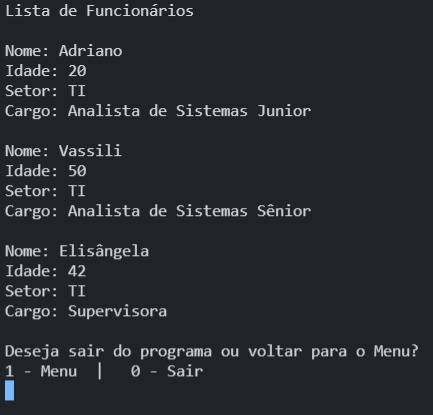 Lista de Funcionários
Nome: Adriano
Idade: 20
Setor: TI
Cargo: Analista de Sistemas Junior
Nome: Vassili
Idade: 50
Setor: TI
Cargo: Analista de Sistemas Sênior
Nome: Elisângela
Idade: 42
Setor: TI
Cargo: Supervisora
Deseja sair do programa ou voltar para o Menu?
1 - Menu  |   0 - Sair